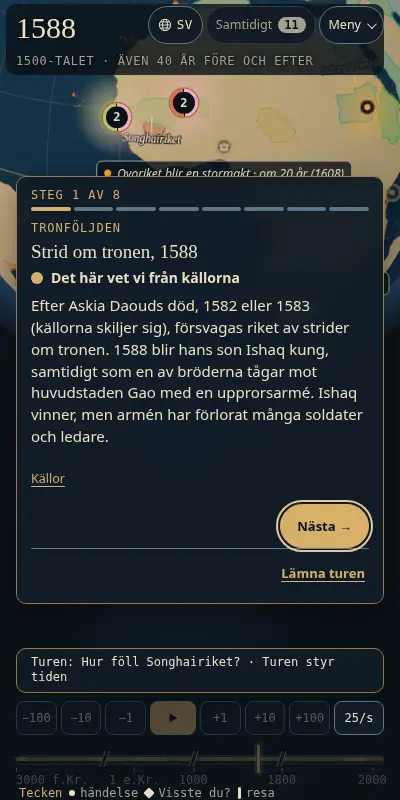 1588
SV
Samtidigt 11
Meny
1500-TALET · ÄVEN 40 ÅR FÖRE OCH EFTER
2
2
Songhairiket
Oyoriket blir en stormakt · om 20 år (1608)
STEG 1 AV 8
TRONFÖLJDEN
Strid om tronen, 1588
Det här vet vi från källorna
Efter Askia Daouds död, 1582 eller 1583
(källorna skiljer sig), försvagas riket av strider
om tronen. 1588 blir hans son Ishaq kung,
samtidigt som en av bröderna tågar mot
huvudstaden Gao med en upprorsarmé. Ishaq
vinner, men armén har förlorat många soldater
och ledare.
Källor
Nästa →
Lämna turen
Turen: Hur föll Songhairiket? · Turen styr
tiden
−100
−10
−1
+1
+10
+100
25/s
3000 f.Kr. 1 e.Kr. 1000 1800 2000
Tecken händelse Visste du? resa